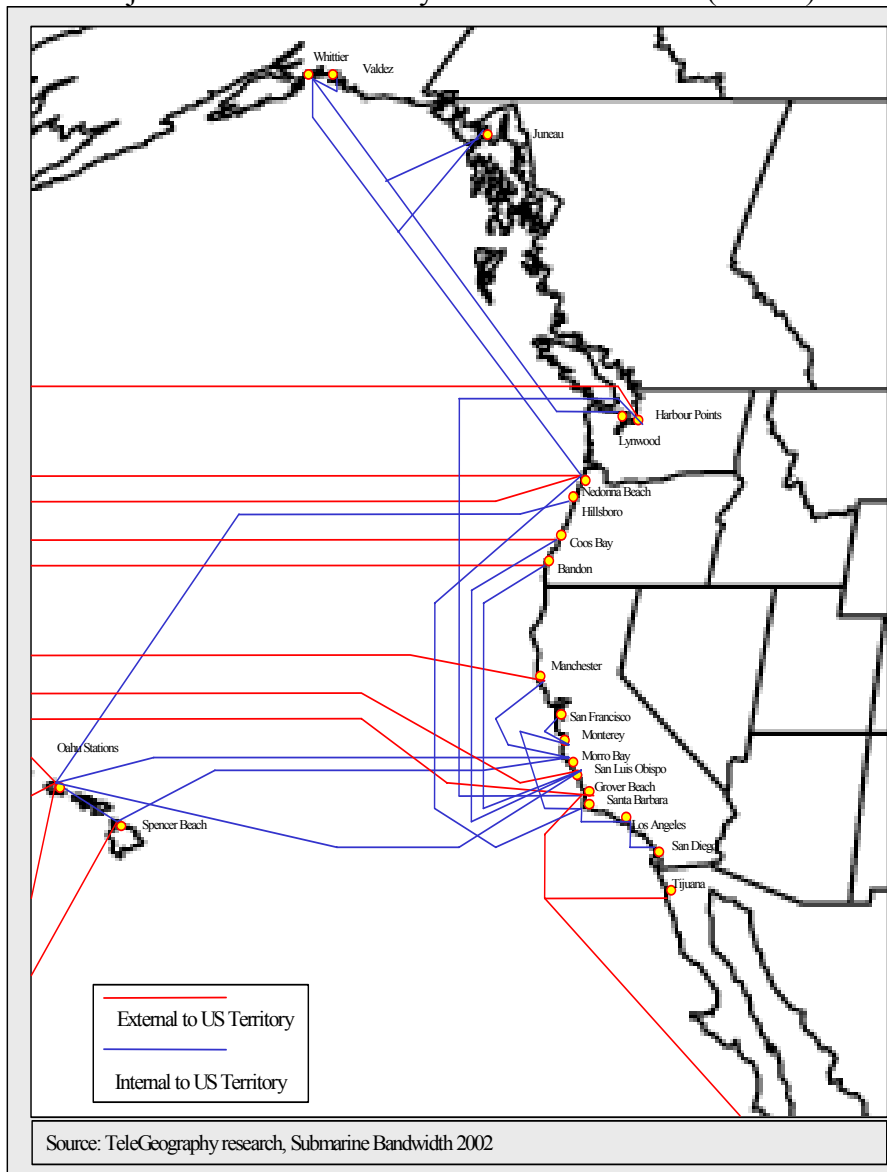 Whittier
Valdez
Juneau
Harbour Points
Lynwood
Nedonna Beach
Hillsboro
Coos Bay
Bandon
Manchester
San Francisco
Monterey
Oahu Stations
Morro Bay
San Luis Obispo
Grover Beach
Santa Barbara
Spencer Beach
Los Angeles
San Diego
Tijuana
External to US Territory
Internal to US Territory
Source: TeleGeography research, Submarine Bandwidth 2002